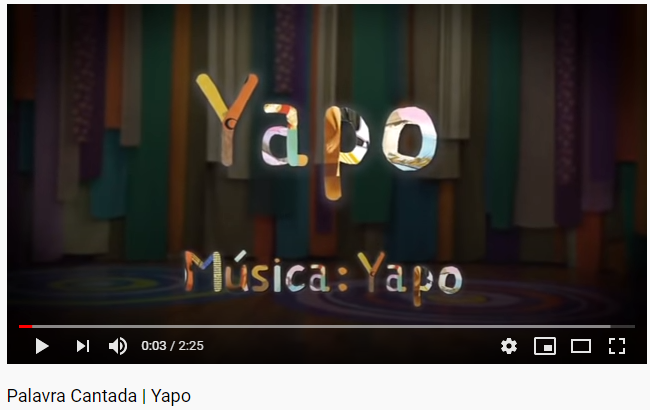 Yapo
Música: Yapo
0:03 / 2:25
Palavra Cantada | Yapo